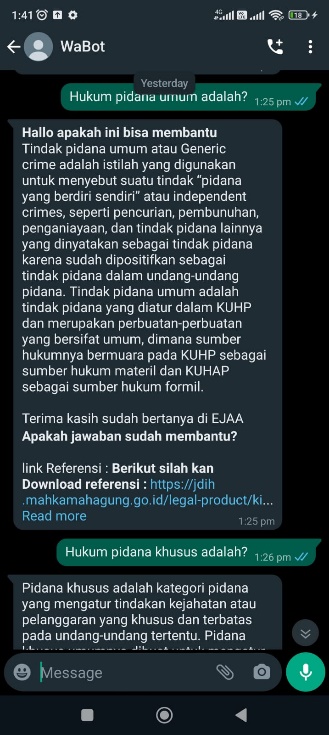 1:41
4G
18
WaBot
Yesterday
Hukum pidana umum adalah?
1:25 pm
Hallo apakah ini bisa membantu
Tindak pidana umum atau Generic
crime adalah istilah yang digunakan
untuk menyebut suatu tindak “pidana
yang berdiri sendiri” atau independent
crimes, seperti pencurian, pembunuhan,
penganiayaan, dan tindak pidana lainnya
yang dinyatakan sebagai tindak pidana
karena sudah dipositifkan sebagai
tindak pidana dalam undang-undang
pidana. Tindak pidana umum adalah
tindak pidana yang diatur dalam KUHP
dan merupakan perbuatan-perbuatan
yang bersifat umum, dimana sumber
hukumnya bermuara pada KUHP sebagai
sumber hukum materil dan KUHAP
sebagai sumber hukum formil.
Terima kasih sudah bertanya di EJAA
Apakah jawaban sudah membantu?
link Referensi : Berikut silah kan
Download referensi : https://jdih
.mahkamahagung.go.id/legal-product/ki...
Read more
1:25 pm
Hukum pidana khusus adalah?
1:26 pm
Pidana khusus adalah kategori pidana
yang mengatur tindakan kejahatan atau
pelanggaran yang khusus dan terbatas
pada undang-undang tertentu. Pidana
Message